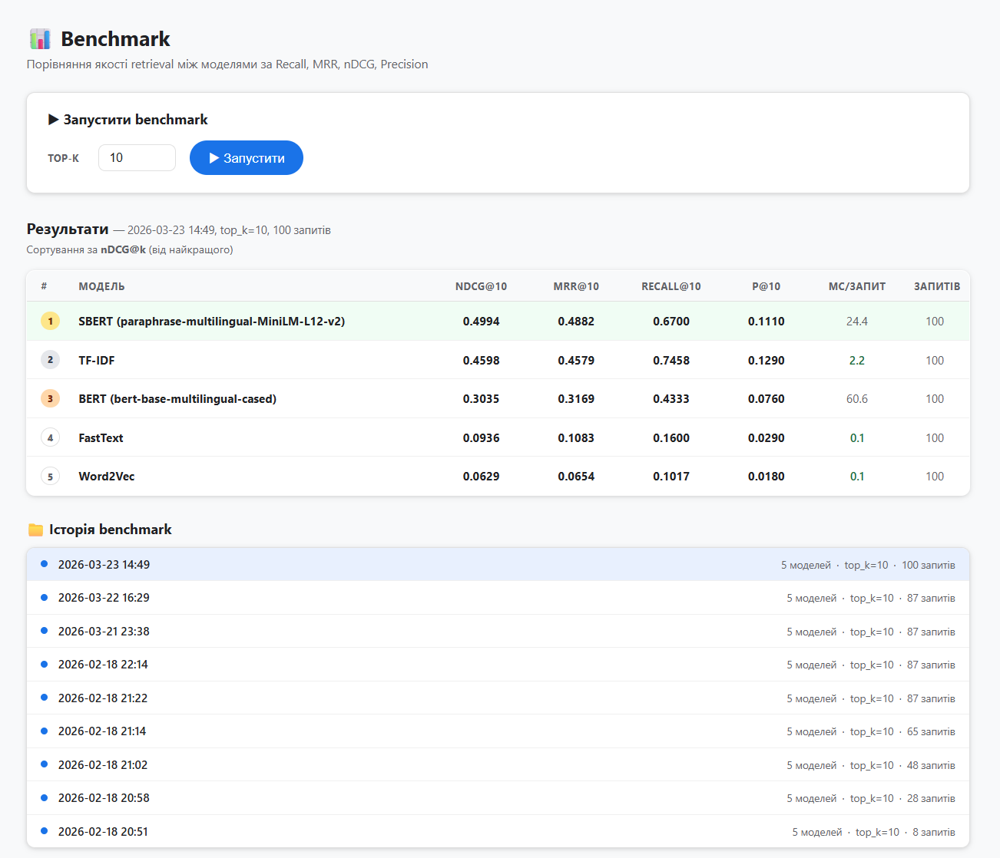 Benchmark
Порівняння якості retrieval між моделями за Recall, MRR, nDCG, Precision
▶ Запустити benchmark
TOP-K 10 ▶ Запустити
Результати — 2026-03-23 14:49, top_k=10, 100 запитів
Сортування за nDCG@k (від найкращого)
# МОДЕЛЬ NDCG@10 MRR@10 RECALL@10 P@10 МС/ЗАПИТ ЗАПИТІВ
1 SBERT (paraphrase-multilingual-MiniLM-L12-v2) 0.4994 0.4882 0.6700 0.1110 24.4 100
2 TF-IDF 0.4598 0.4579 0.7458 0.1290 2.2 100
3 BERT (bert-base-multilingual-cased) 0.3035 0.3169 0.4333 0.0760 60.6 100
4 FastText 0.0936 0.1083 0.1600 0.0290 0.1 100
5 Word2Vec 0.0629 0.0654 0.1017 0.0180 0.1 100
Історія benchmark
2026-03-23 14:49 5 моделей · top_k=10 · 100 запитів
2026-03-22 16:29 5 моделей · top_k=10 · 87 запитів
2026-03-21 23:38 5 моделей · top_k=10 · 87 запитів
2026-02-18 22:14 5 моделей · top_k=10 · 87 запитів
2026-02-18 21:22 5 моделей · top_k=10 · 87 запитів
2026-02-18 21:14 5 моделей · top_k=10 · 65 запитів
2026-02-18 21:02 5 моделей · top_k=10 · 48 запитів
2026-02-18 20:58 5 моделей · top_k=10 · 28 запитів
2026-02-18 20:51 5 моделей · top_k=10 · 8 запитів